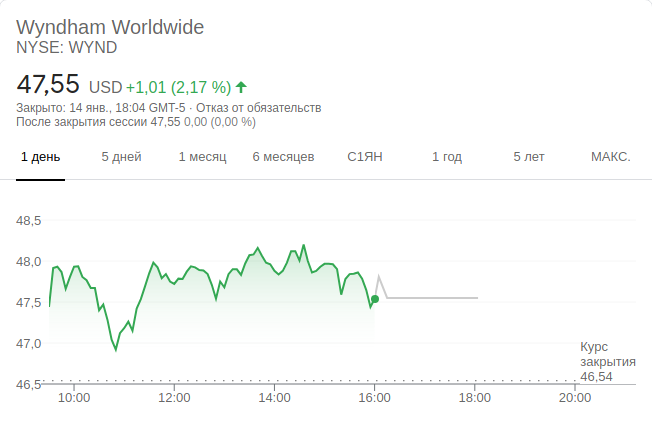 Wyndham Worldwide
NYSE: WYND
47,55 USD +1,01 (2,17 %)
Закрыто: 14 янв., 18:04 GMT-5 · Отказ от обязательств
После закрытия сессии 47,55 0,00 (0,00 %)
1 день 5 дней 1 месяц 6 месяцев С1ЯН 1 год 5 лет МАКС.
48,5
48,0
47,5
47,0
Курс
закрытия
46,54
46,5
10:00 12:00 14:00 16:00 18:00 20:00